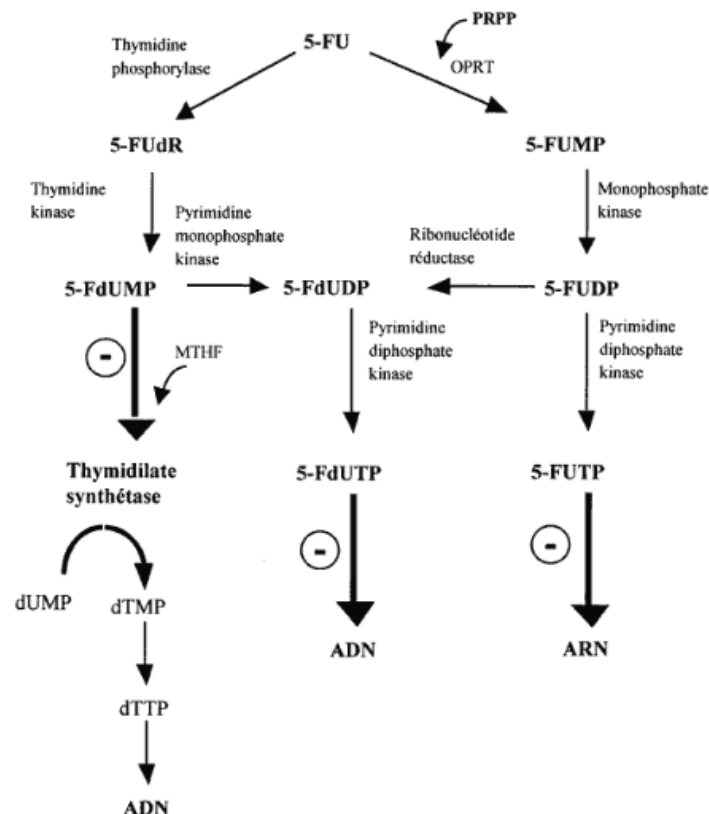 PRPP
5-FU
Thymidine
phosphorylase
OPRT
5-FUdR
5-FUMP
Thymidine
kinase
Pyrimidine
monophosphate
kinase
Ribonucléotide
réductase
Monophosphate
kinase
5-FdUMP
5-FdUDP
5-FUDP
-
MTHF
Pyrimidine
diphosphate
kinase
Pyrimidine
diphosphate
kinase
Thymidilate
synthétase
5-FdUTP
5-FUTP
-
-
dUMP
dTMP
ADN
ARN
dTTP
ADN